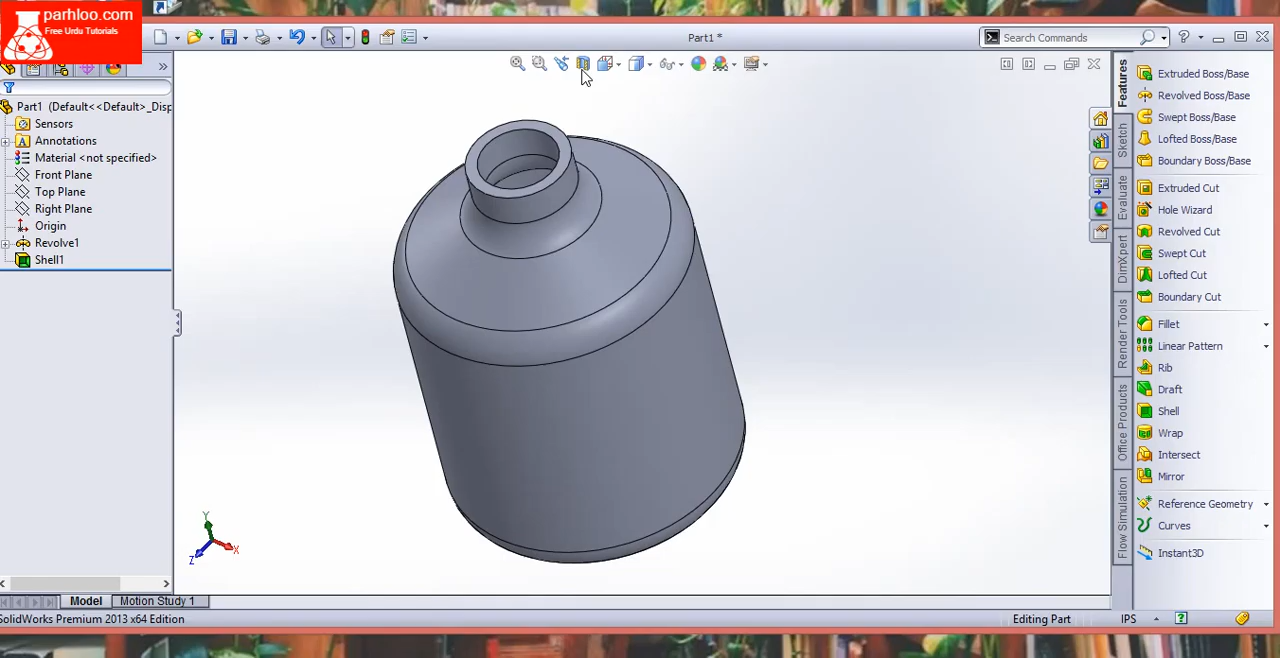 parhloo.com
Free Urdu Tutorials
Part1 *
Search Commands
Part1 (Default<<Default>_Disp
Sensors
Annotations
Material <not specified>
Front Plane
Top Plane
Right Plane
Origin
Revolve1
Shell1
Y
X
Z
Features
Sketch
Evaluate
DimXpert
Render Tools
Office Products
Flow Simulation
Extruded Boss/Base
Revolved Boss/Base
Swept Boss/Base
Lofted Boss/Base
Boundary Boss/Base
Extruded Cut
Hole Wizard
Revolved Cut
Swept Cut
Lofted Cut
Boundary Cut
Fillet
Linear Pattern
Rib
Draft
Shell
Wrap
Intersect
Mirror
Reference Geometry
Curves
Instant3D
Model
Motion Study 1
SolidWorks Premium 2013 x64 Edition
Editing Part
IPS